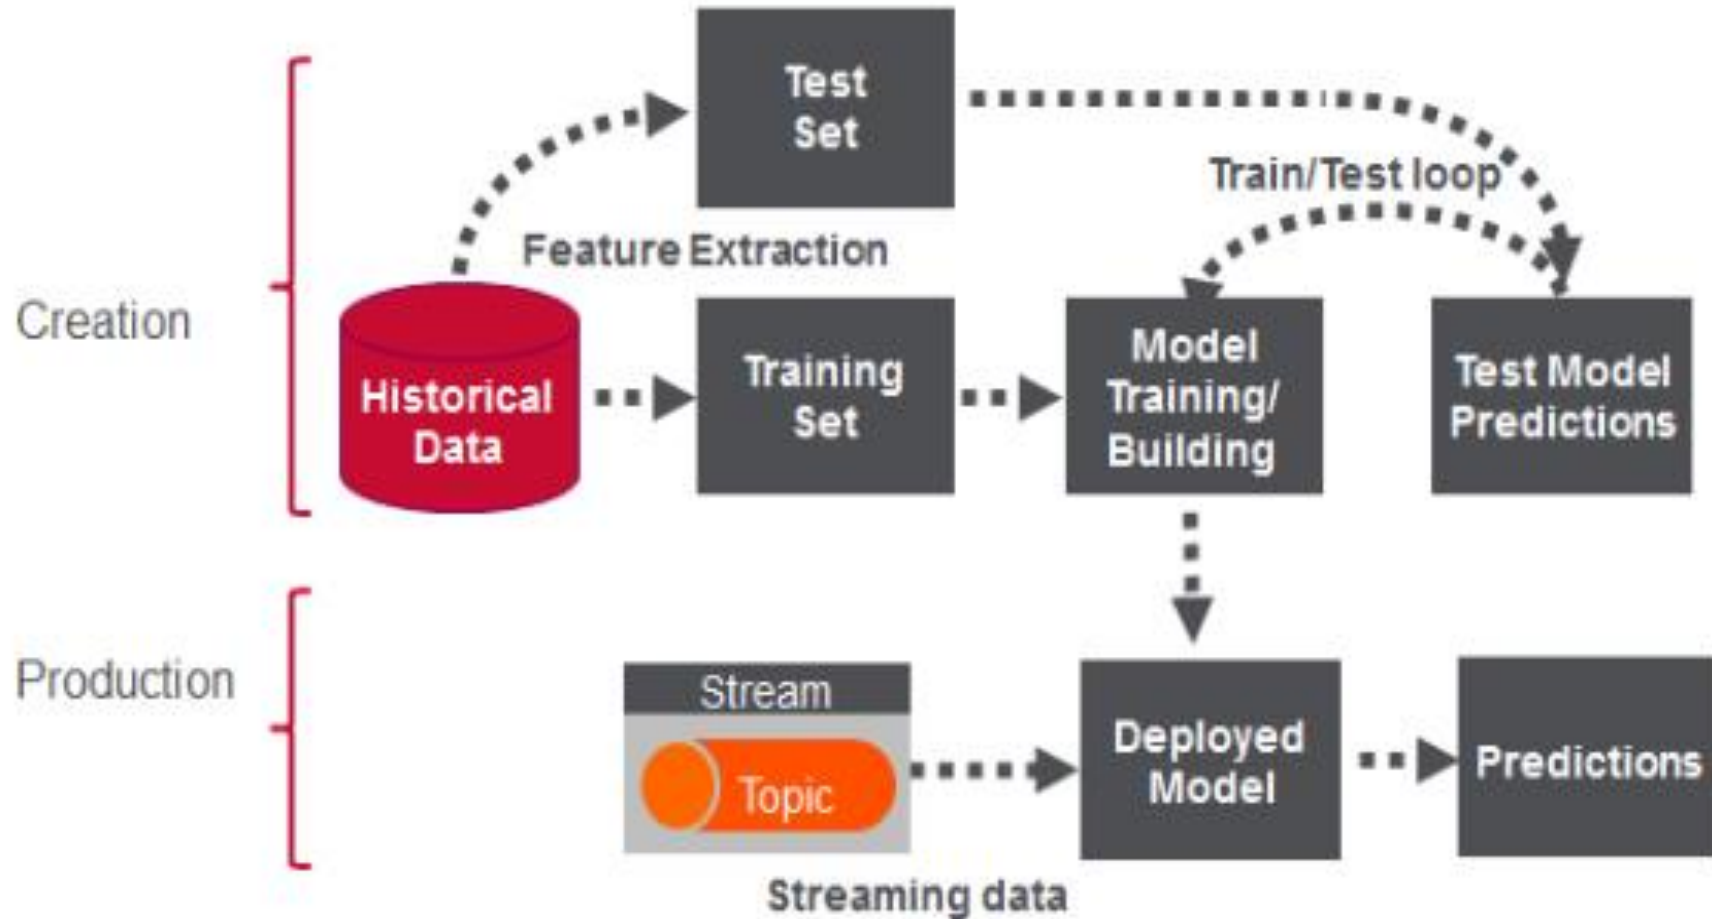 Test
Set
Train/Test loop
Feature Extraction
Creation
Historical
Data
Training
Set
Model
Training/
Building
Test Model
Predictions
Production
Stream
Topic
Deployed
Model
Predictions
Streaming data